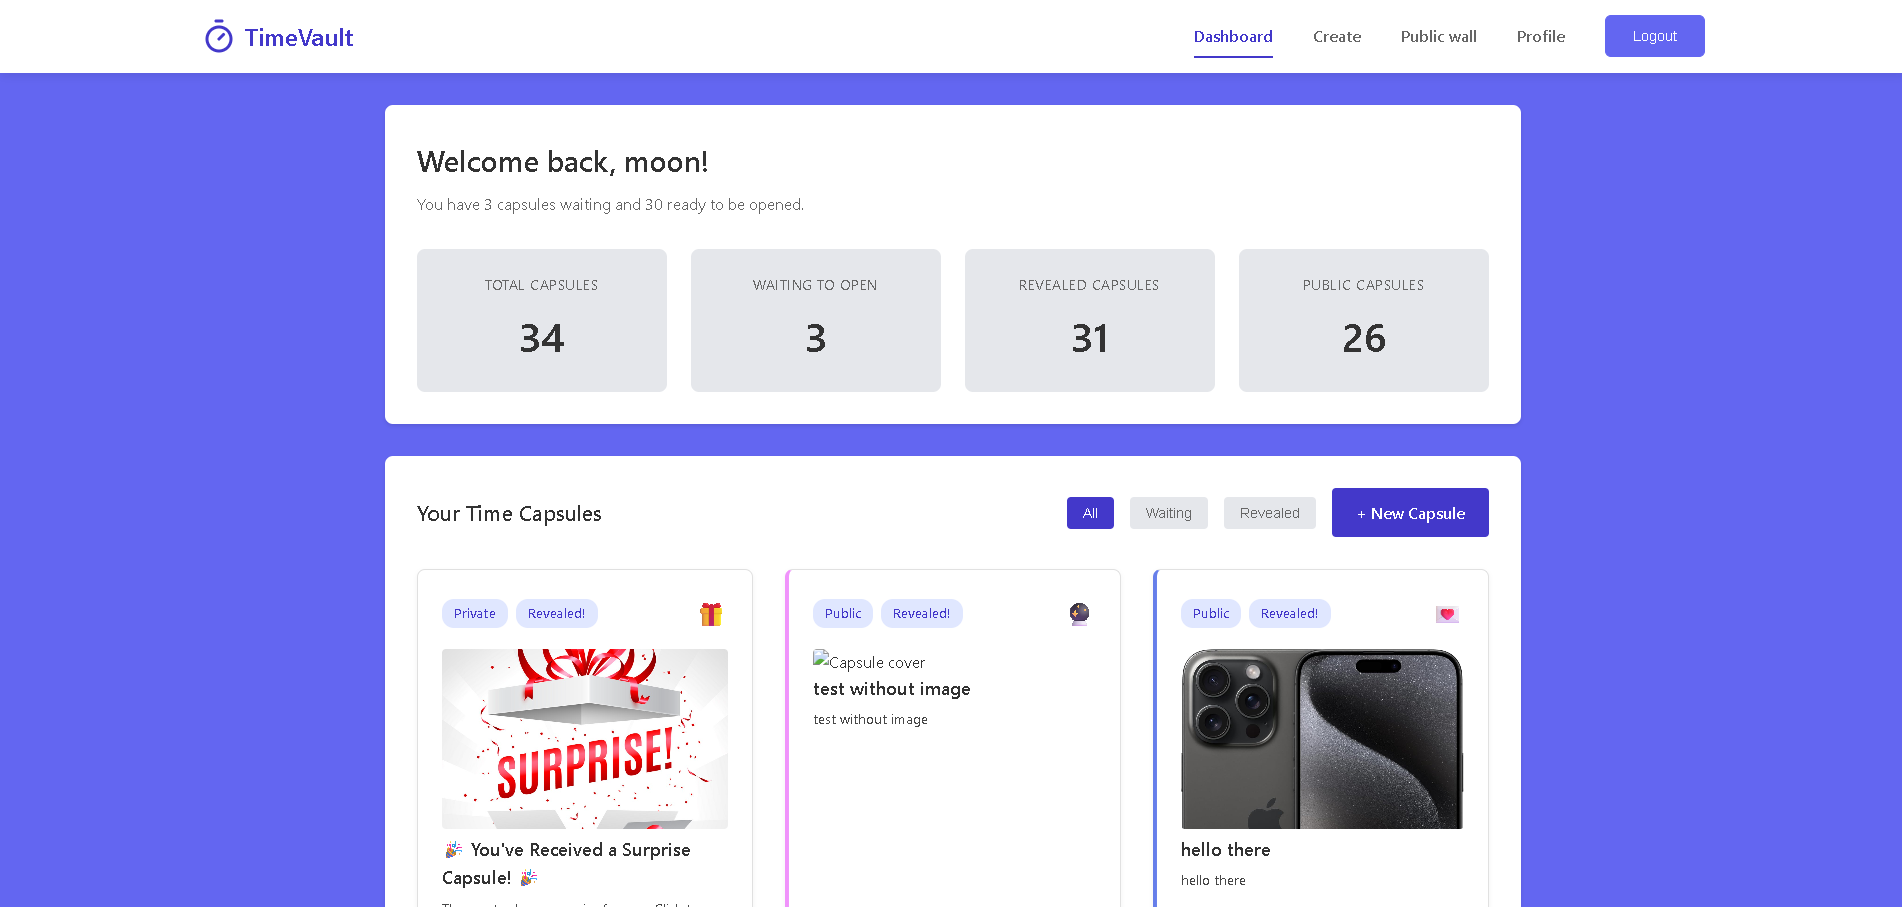 TimeVault
Dashboard
Create
Public wall
Profile
Logout
Welcome back, moon!
You have 3 capsules waiting and 30 ready to be opened.
TOTAL CAPSULES
34
WAITING TO OPEN
3
REVEALED CAPSULES
31
PUBLIC CAPSULES
26
Your Time Capsules
All
Waiting
Revealed
+ New Capsule
Private
Revealed!
SURPRISE!
🎉 You've Received a Surprise
Capsule! 🎉
Public
Revealed!
Capsule cover
test without image
test without image
Public
Revealed!
hello there
hello there